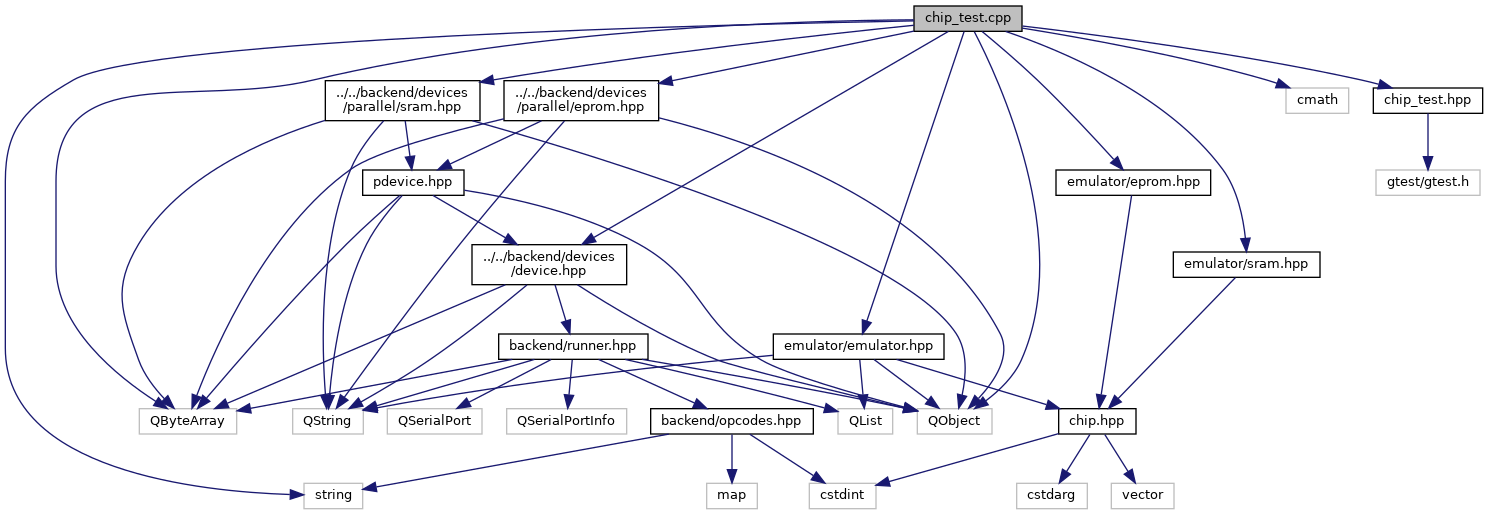 chip_test.cpp
../../backend/devices
/parallel/sram.hpp
../../backend/devices
/parallel/eprom.hpp
cmath
chip_test.hpp
pdevice.hpp
emulator/eprom.hpp
gtest/gtest.h
../../backend/devices
/device.hpp
emulator/sram.hpp
backend/runner.hpp
emulator/emulator.hpp
QByteArray
QString
QSerialPort
QSerialPortInfo
backend/opcodes.hpp
QList
QObject
chip.hpp
string
map
cstdint
cstdarg
vector